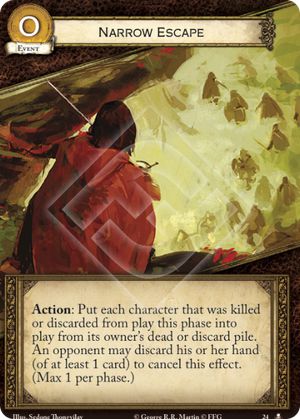 0
NARROW ESCAPE
EVENT
Action: Put each character that was killed
or discarded from play this phase into
play from its owner's dead or discard pile.
An opponent may discard his or her hand
(of at least 1 card) to cancel this effect.
(Max 1 per phase.)
Illus. Sedone Thongvilay
© George R.R. Martin © FFG
24